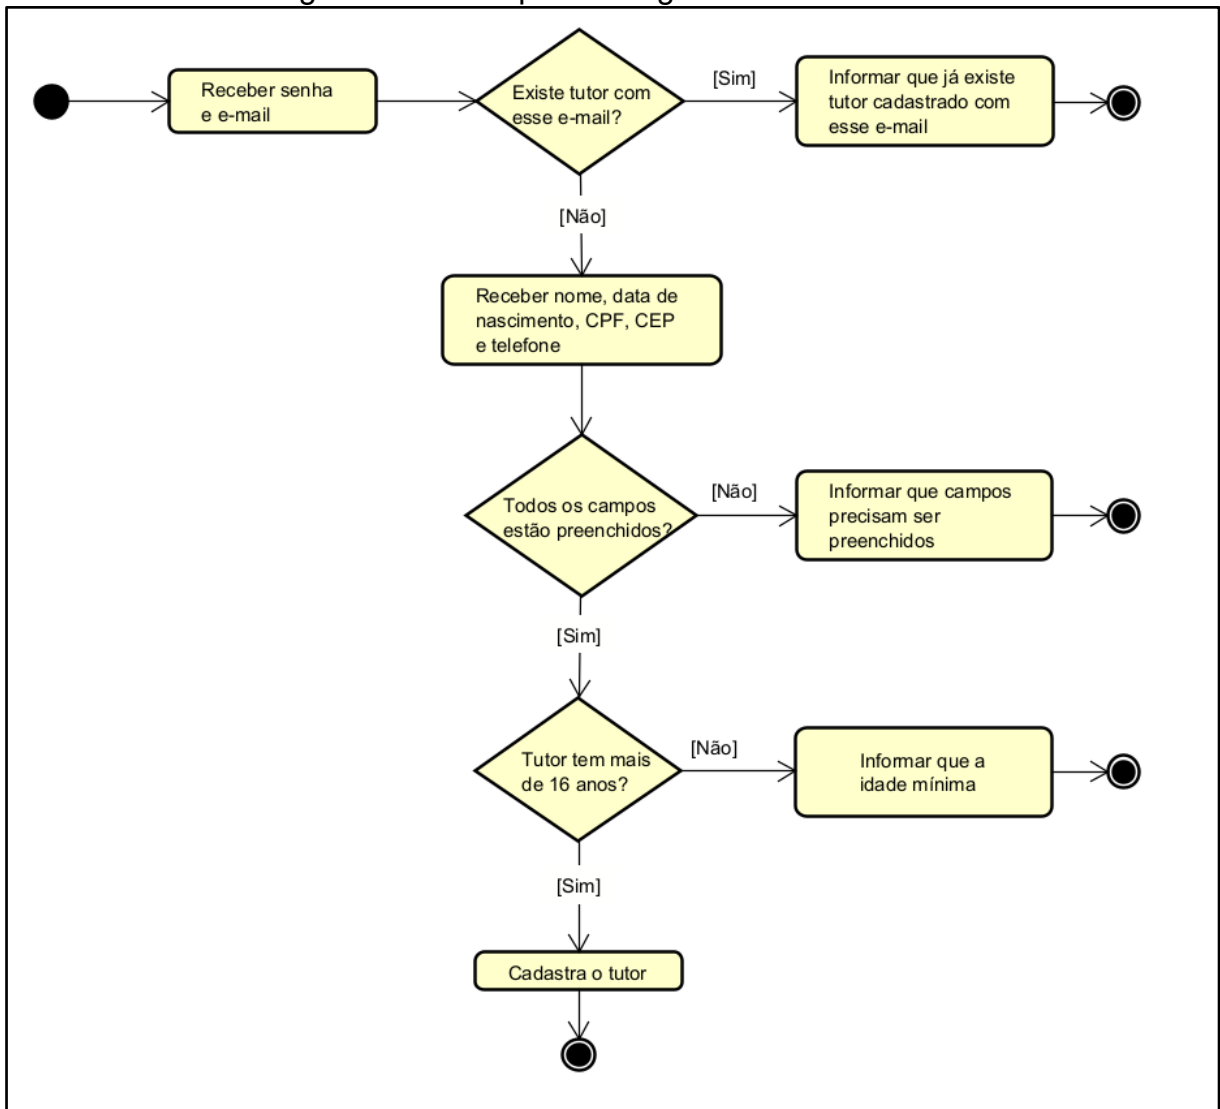 Receber senha
e e-mail
Existe tutor com
esse e-mail?
[Sim]
Informar que já existe
tutor cadastrado com
esse e-mail
[Não]
Receber nome, data de
nascimento, CPF, CEP
e telefone
Todos os campos
estão preenchidos?
[Não]
Informar que campos
precisam ser
preenchidos
[Sim]
Tutor tem mais
de 16 anos?
[Não]
Informar que a
idade mínima
[Sim]
Cadastra o tutor